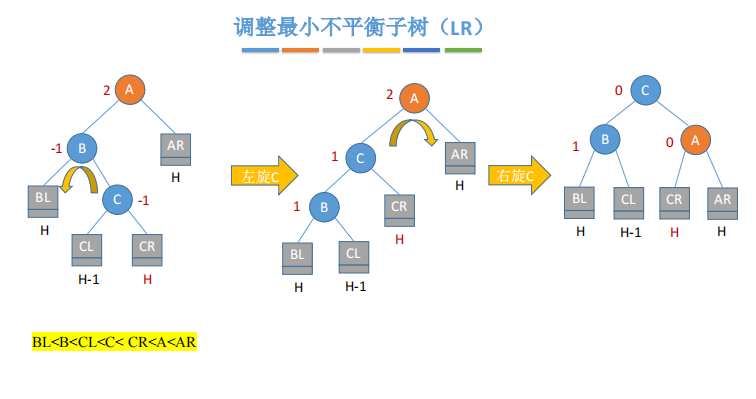 调整最小不平衡子树（LR）
2 A
-1 B
AR
H
BL
H
C -1
CL
H-1
CR
H
左旋C
2 A
1 C
AR
H
1 B
CR
H
BL
H
CL
H-1
右旋C
0 C
1 B
0 A
BL
H
CL
H-1
CR
H
AR
H
BL<B<CL<C< CR<A<AR